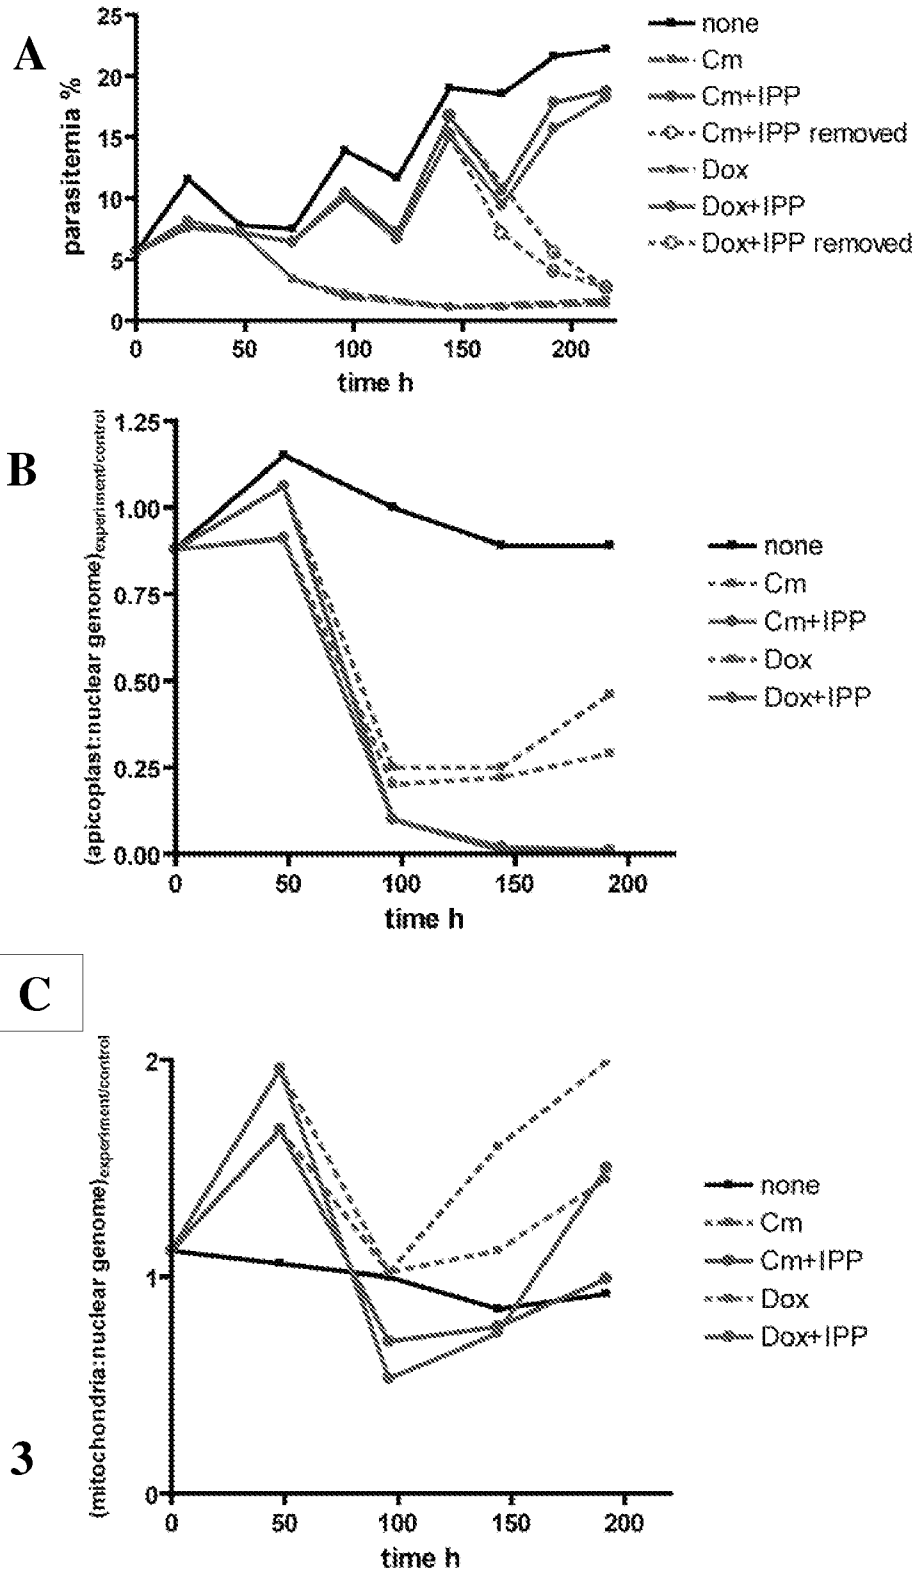 A
parasitemia %
25
20
15
10
5
0
0 50 100 150 200
time h
none
Cm
Cm+IPP
Cm+IPP removed
Dox
Dox+IPP
Dox+IPP removed
B
(apicoplast:nuclear genome)experiment/control
1.25
1.00
0.75
0.50
0.25
0.00
0 50 100 150 200
time h
none
Cm
Cm+IPP
Dox
Dox+IPP
C
(mitochondria:nuclear genome)experiment/control
2
1
0
0 50 100 150 200
time h
none
Cm
Cm+IPP
Dox
Dox+IPP
3